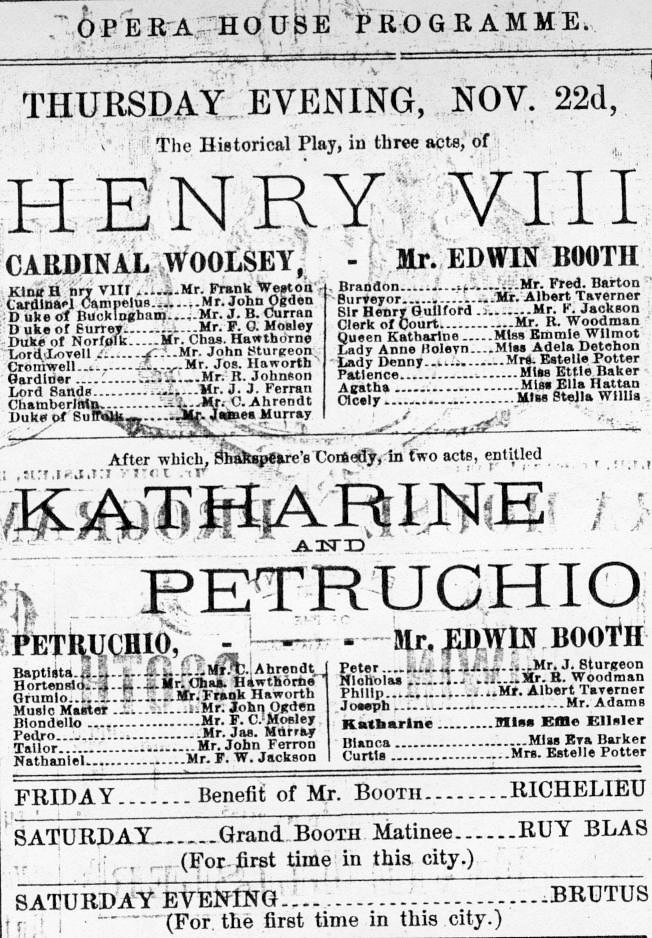 OPERA HOUSE PROGRAMME.
THURSDAY EVENING, NOV. 22d,
The Historical Play, in three acts, of
HENRY VIII
CARDINAL WOOLSEY, - Mr. EDWIN BOOTH
King H nry VIII ......Mr. Frank Weston
Cardinal Campeius.......Mr. John Ogden
Duke of Buckingham.....Mr. J. B. Curran
Duke of Surrey.......Mr. F. C. Mosley
Duke of Norfolk....Mr. Chas. Hawthorne
Lord Lovell ......Mr. John Sturgeon
Cromwell.......Mr. Jos. Haworth
Gardiner.......Mr. R. Johnson
Lord Sands.......Mr. J. J. Ferran
Chamberlain.......Mr. C. Ahrendt
Duke of Suffolk.......Mr. James Murray
Brandon.......Mr. Fred. Barton
Surveyor.......Mr. Albert Taverner
Sir Henry Guilford.......Mr. F. Jackson
Clerk of Court.......Mr. R. Woodman
Queen Katharine.....Miss Emmie Wilmot
Lady Anne Boleyn...Miss Adela Detchon
Lady Denny.......Mrs. Estelle Potter
Patience.......Miss Ettie Baker
Agatha.......Miss Ella Hattan
Cicely.......Miss Stella Willis
After which, Shakspeare's Comedy, in two acts, entitled
KATHARINE
AND
PETRUCHIO
PETRUCHIO, - - - Mr. EDWIN BOOTH
Baptista.......Mr. C. Ahrendt
Hortensio.......Mr. Chas. Hawthorne
Grumio.......Mr. Frank Haworth
Music Master.......Mr. John Ogden
Biondello.......Mr. F. C. Mosley
Pedro.......Mr. Jas. Murray
Tailor.......Mr. John Ferron
Nathaniel.......Mr. F. W. Jackson
Peter.......Mr. J. Sturgeon
Nicholas.......Mr. R. Woodman
Philip.......Mr. Albert Taverner
Joseph.......Mr. Adams
Katharine.......Miss Effie Ellsler
Bianca.......Miss Eva Barker
Curtis.......Mrs. Estelle Potter
FRIDAY.......Benefit of Mr. BOOTH........RICHELIEU
SATURDAY.......Grand BOOTH Matinee......RUY BLAS
(For first time in this city.)
SATURDAY EVENING.......BRUTUS
(For the first time in this city.)